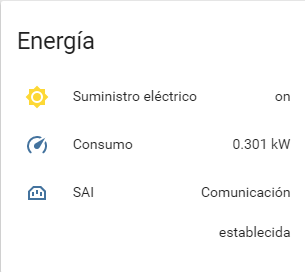 Energía
Suministro eléctrico on
Consumo 0.301 kW
SAI Comunicación
establecida